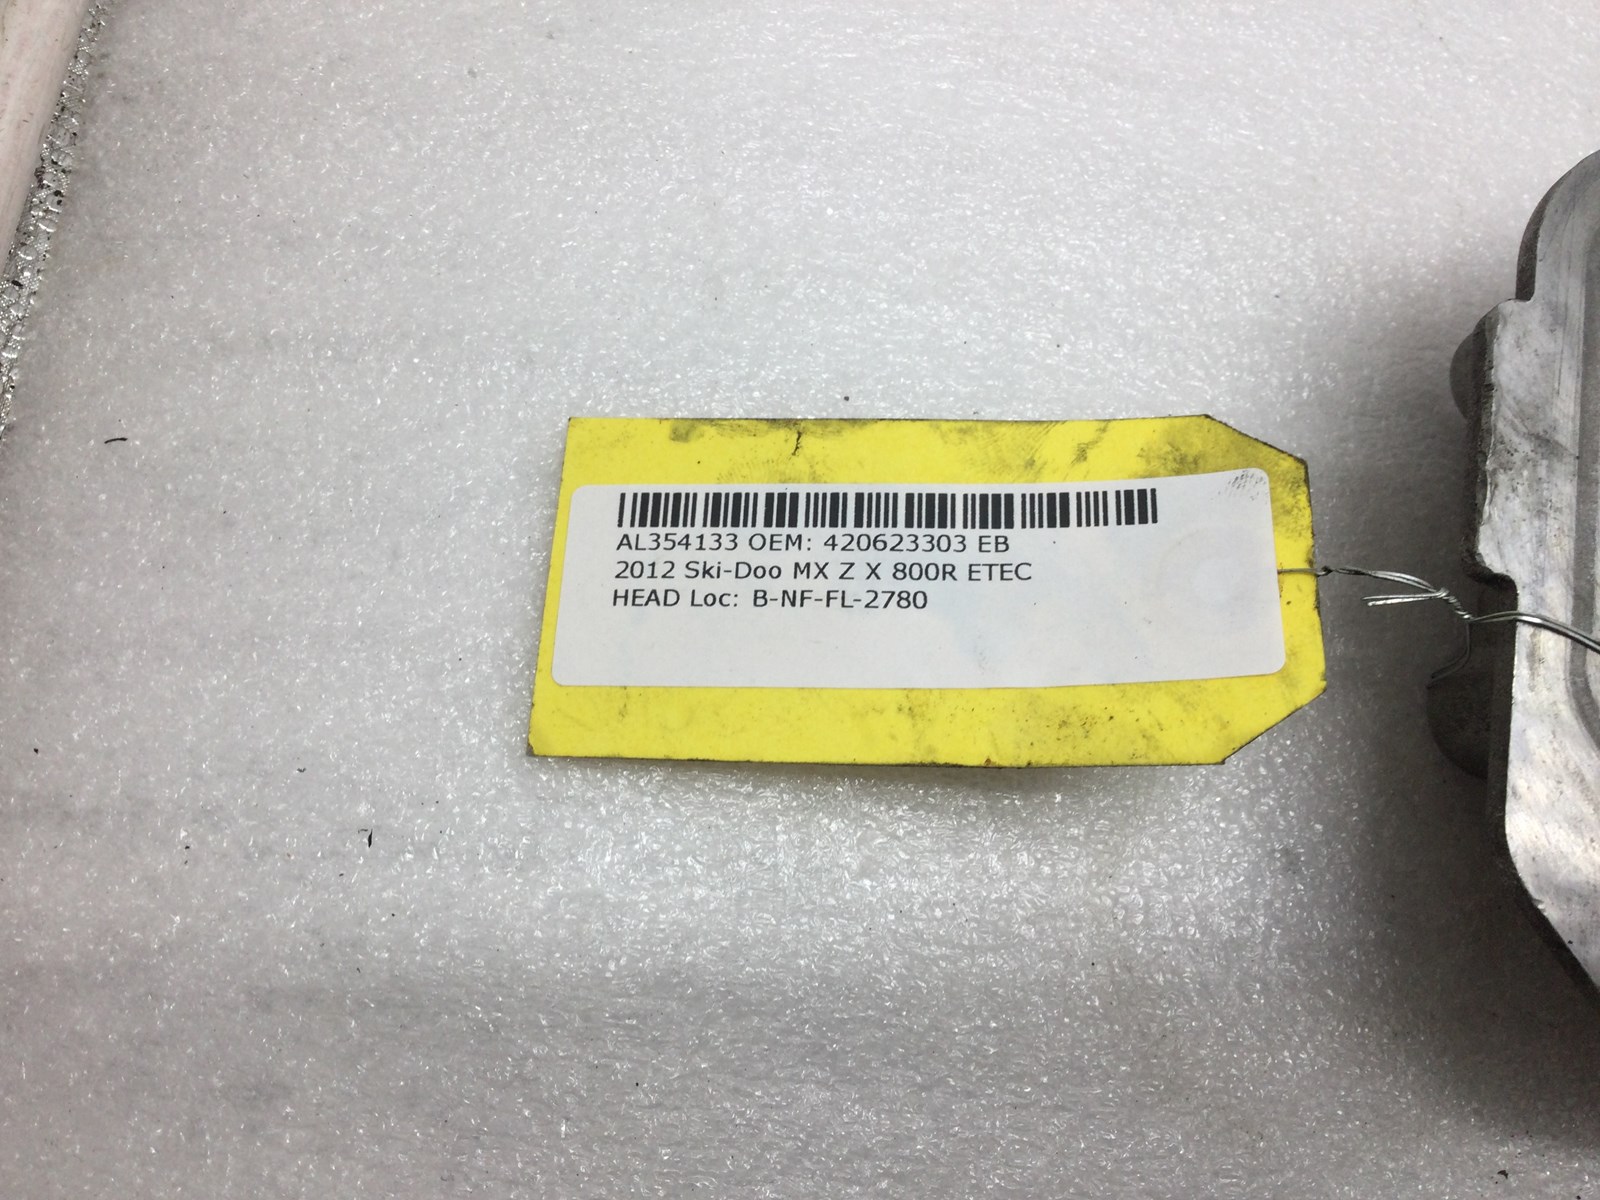 AL354133 OEM: 420623303 EB
2012 Ski-Doo MX Z X 800R ETEC
HEAD Loc: B-NF-FL-2780